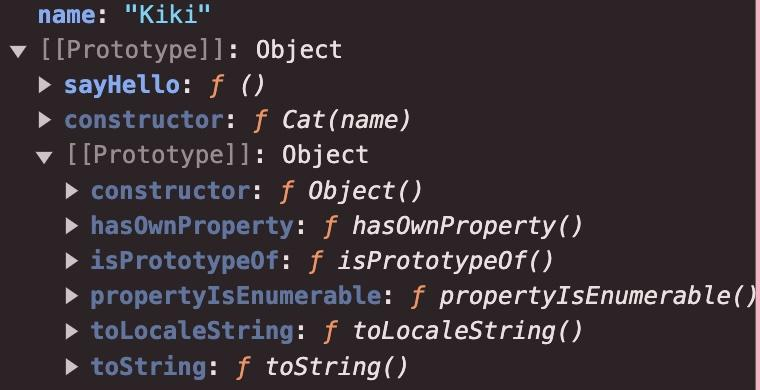 name: "Kiki"
[[Prototype]]: Object
sayHello: ƒ ()
constructor: ƒ Cat(name)
[[Prototype]]: Object
constructor: ƒ Object()
hasOwnProperty: ƒ hasOwnProperty()
isPrototypeOf: ƒ isPrototypeOf()
propertyIsEnumerable: ƒ propertyIsEnumerable()
toLocaleString: ƒ toLocaleString()
toString: ƒ toString()